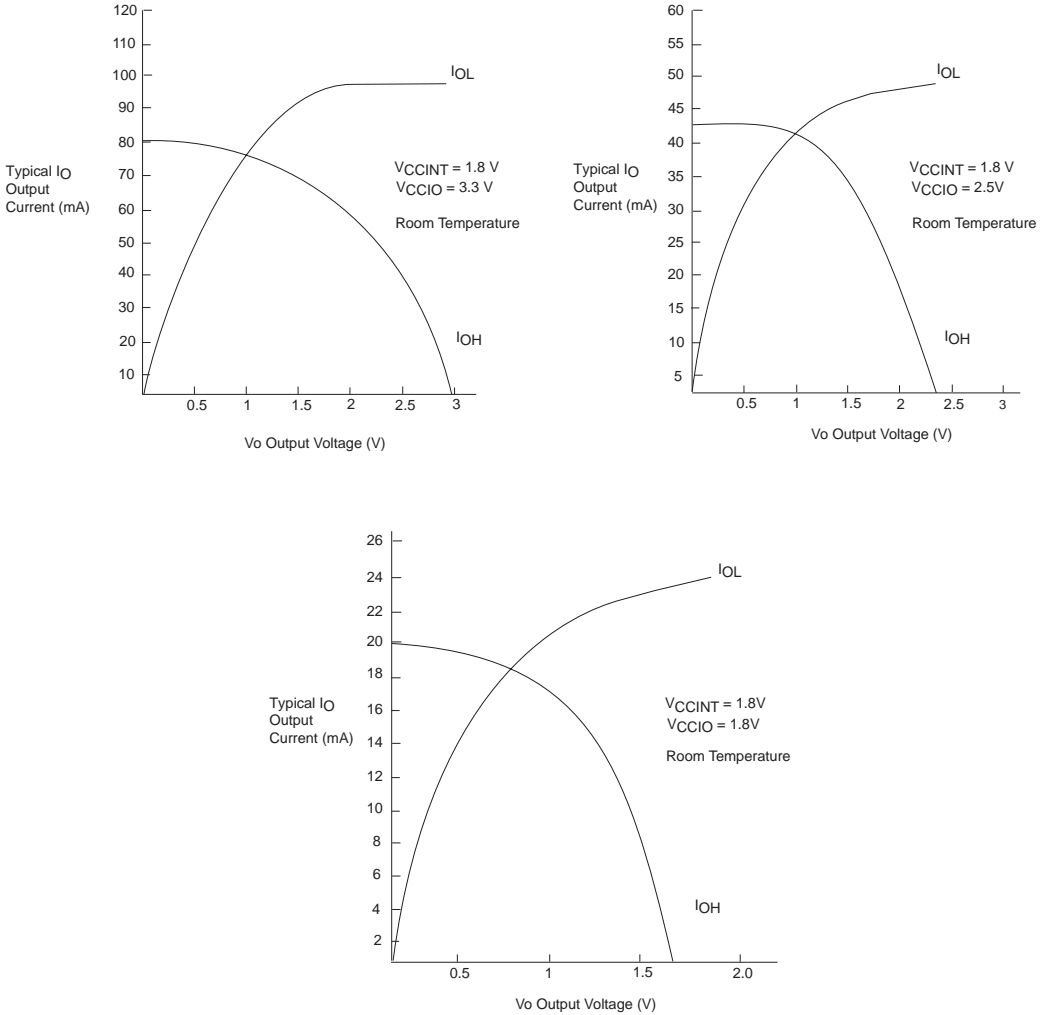 120
110
100
90
80
70
60
50
40
30
20
10
Typical IO
Output
Current (mA)
IOL
VCCINT = 1.8 V
VCCIO = 3.3 V
Room Temperature
IOH
0.5 1 1.5 2 2.5 3
Vo Output Voltage (V)
60
55
50
45
40
35
30
25
20
15
10
5
Typical IO
Output
Current (mA)
IOL
VCCINT = 1.8 V
VCCIO = 2.5V
Room Temperature
IOH
0.5 1 1.5 2 2.5 3
Vo Output Voltage (V)
26
24
22
20
18
16
14
12
10
8
6
4
2
Typical IO
Output
Current (mA)
IOL
VCCINT = 1.8V
VCCIO = 1.8V
Room Temperature
IOH
0.5 1 1.5 2.0
Vo Output Voltage (V)